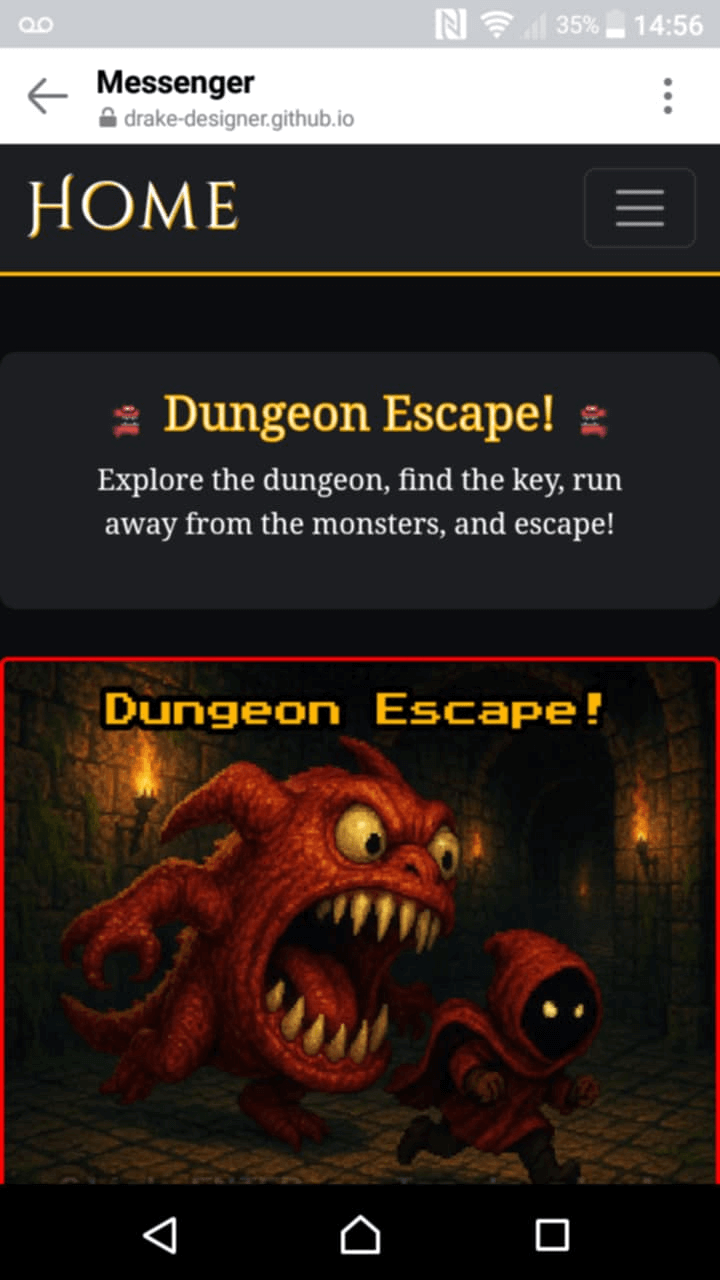 35% 14:56
Messenger
drake-designer.github.io
HOME
Dungeon Escape!
Explore the dungeon, find the key, run
away from the monsters, and escape!
Dungeon Escape!